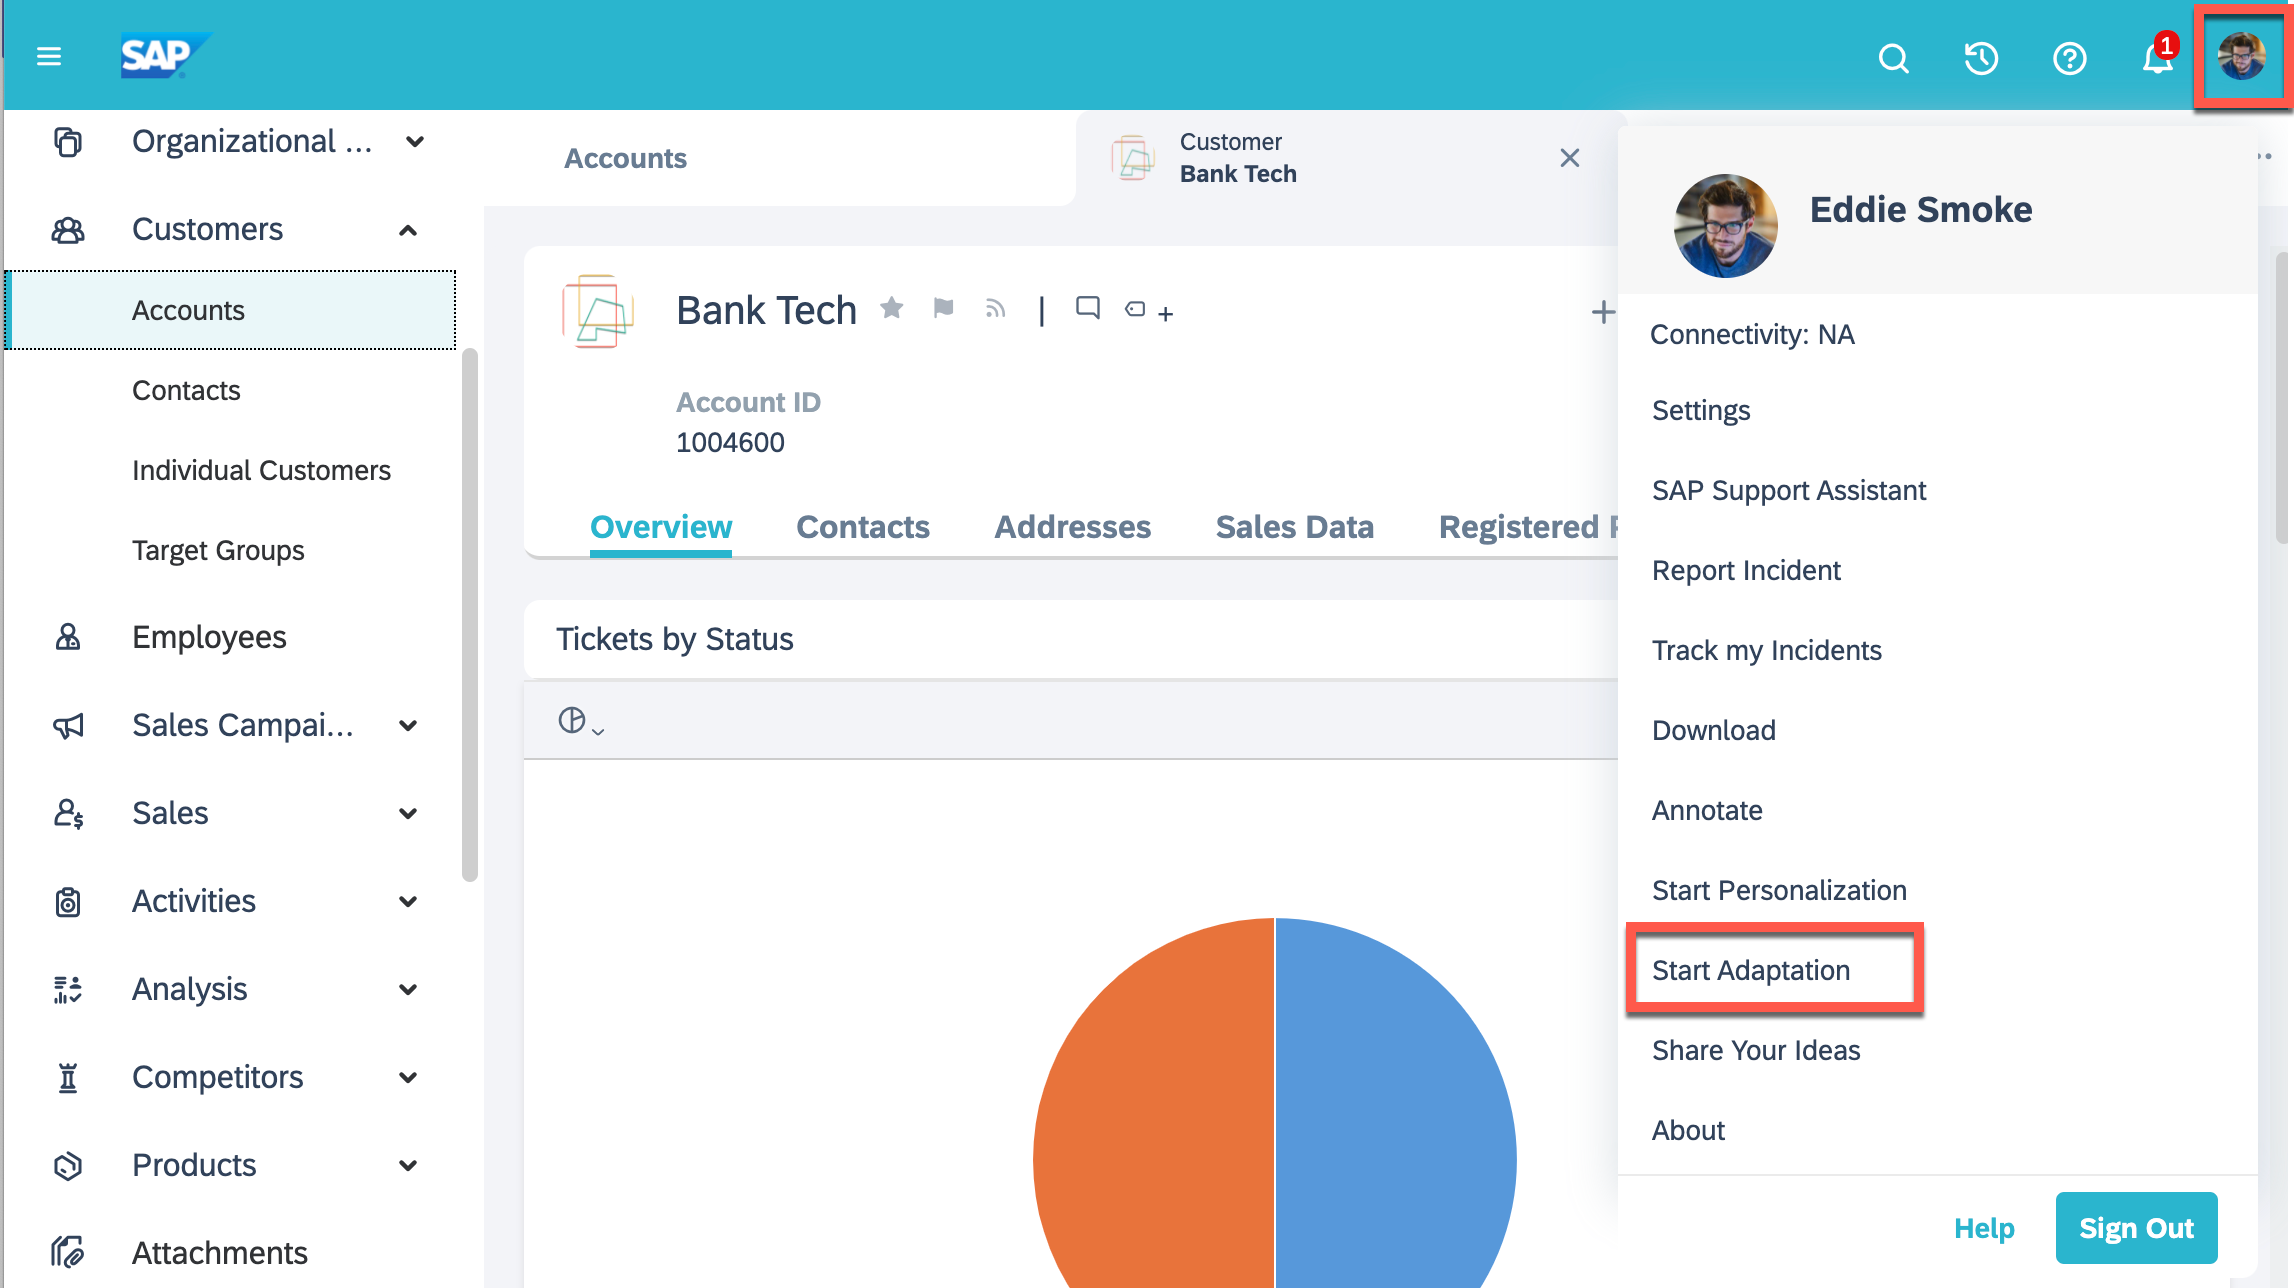 SAP
1
Organizational ...
Customers
Accounts
Contacts
Individual Customers
Target Groups
Employees
Sales Campai...
Sales
Activities
Analysis
Competitors
Products
Attachments
Accounts
Customer
Bank Tech
Bank Tech
Account ID
1004600
Overview Contacts Addresses Sales Data Registered
Tickets by Status
Eddie Smoke
Connectivity: NA
Settings
SAP Support Assistant
Report Incident
Track my Incidents
Download
Annotate
Start Personalization
Start Adaptation
Share Your Ideas
About
Help Sign Out